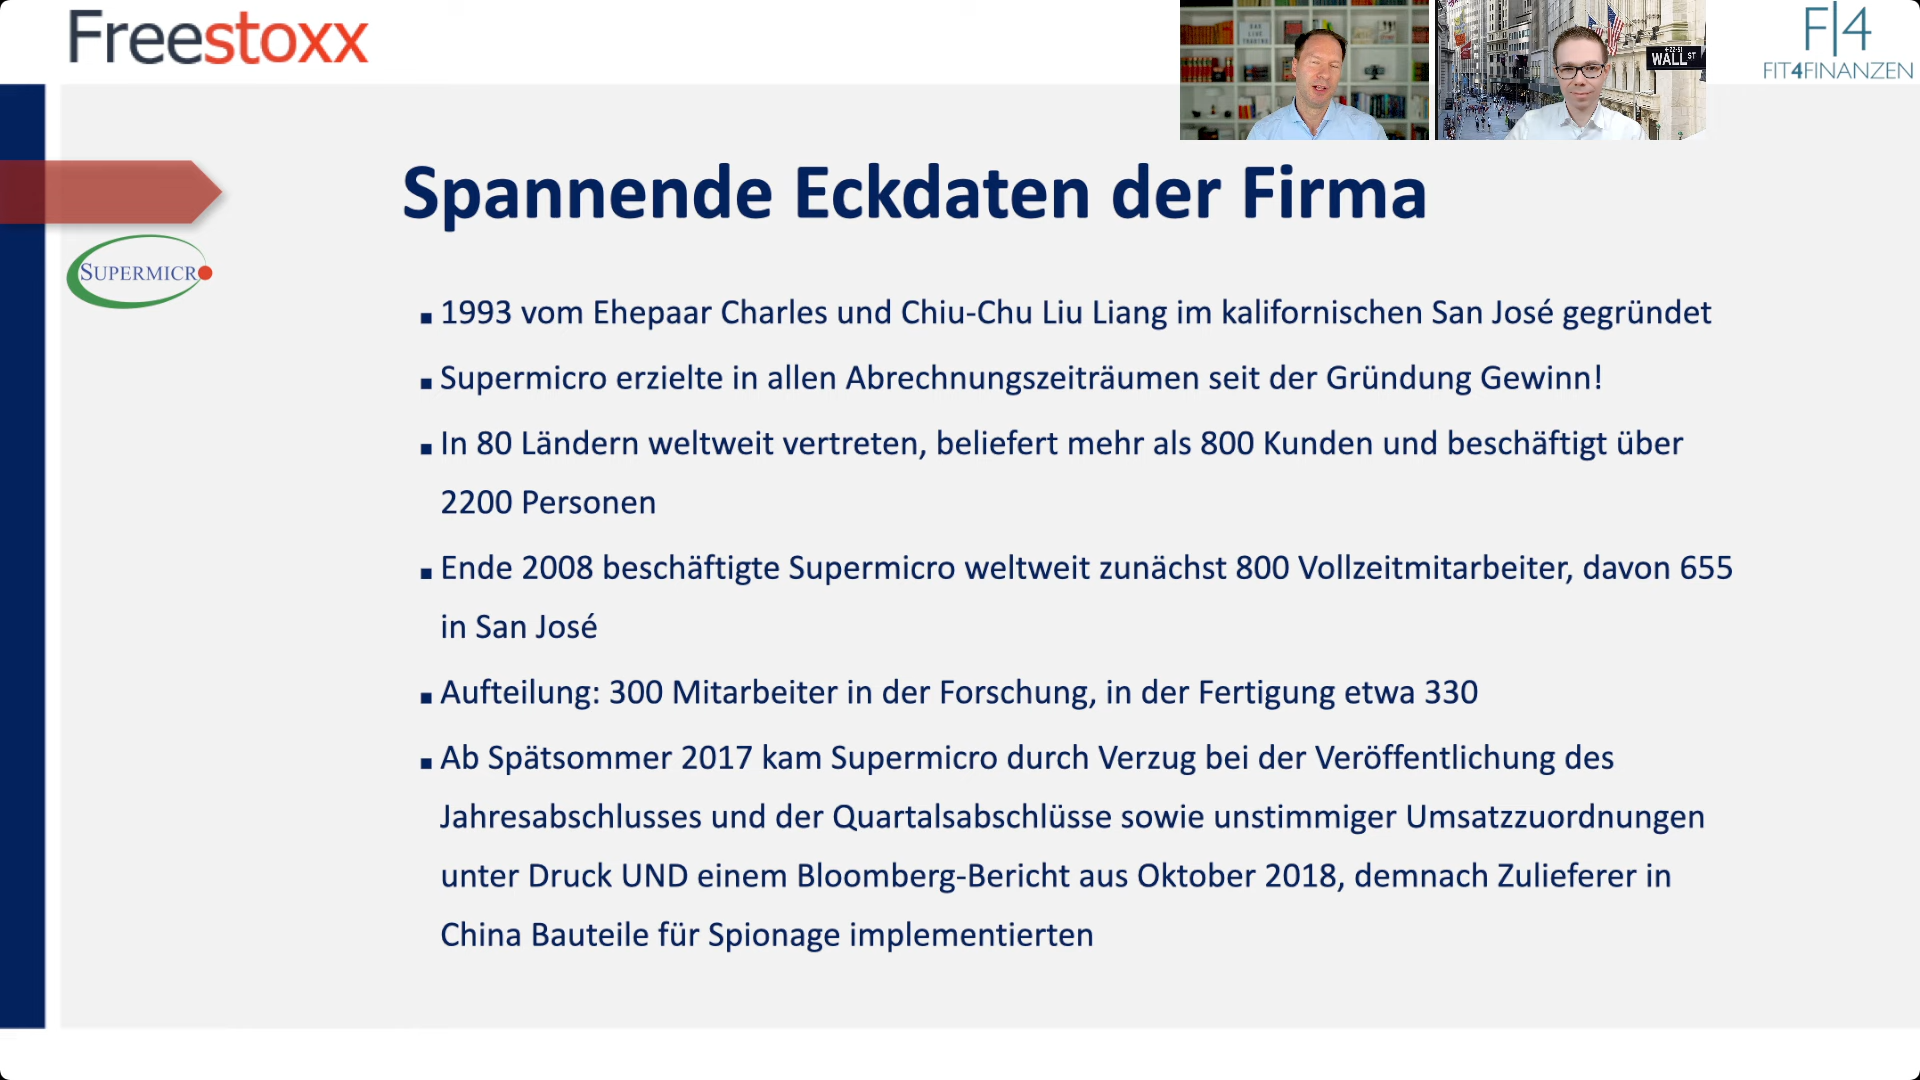 Freestoxx
WALL ST
F|4
FIT4FINANZEN
Spannende Eckdaten der Firma
SUPERMICR
▪ 1993 vom Ehepaar Charles und Chiu-Chu Liu Liang im kalifornischen San José gegründet
▪ Supermicro erzielte in allen Abrechnungszeiträumen seit der Gründung Gewinn!
▪ In 80 Ländern weltweit vertreten, beliefert mehr als 800 Kunden und beschäftigt über
2200 Personen
▪ Ende 2008 beschäftigte Supermicro weltweit zunächst 800 Vollzeitmitarbeiter, davon 655
in San José
▪ Aufteilung: 300 Mitarbeiter in der Forschung, in der Fertigung etwa 330
▪ Ab Spätsommer 2017 kam Supermicro durch Verzug bei der Veröffentlichung des
Jahresabschlusses und der Quartalsabschlüsse sowie unstimmiger Umsatzzuordnungen
unter Druck UND einem Bloomberg-Bericht aus Oktober 2018, demnach Zulieferer in
China Bauteile für Spionage implementierten